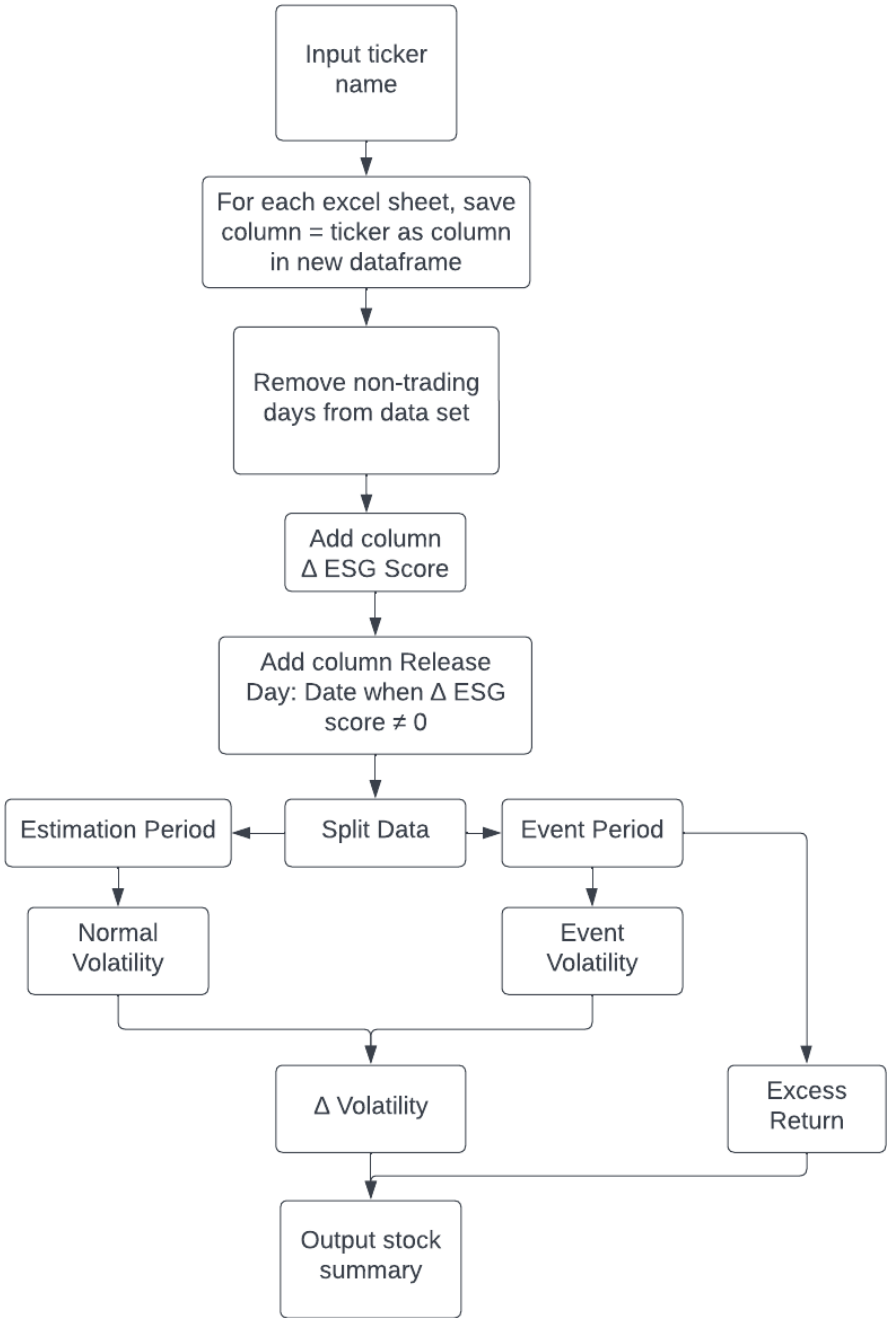 Input ticker
name
For each excel sheet, save
column = ticker as column
in new dataframe
Remove non-trading
days from data set
Add column
Δ ESG Score
Add column Release
Day: Date when Δ ESG
score ≠ 0
Estimation Period
Split Data
Event Period
Normal
Volatility
Event
Volatility
Δ Volatility
Excess
Return
Output stock
summary